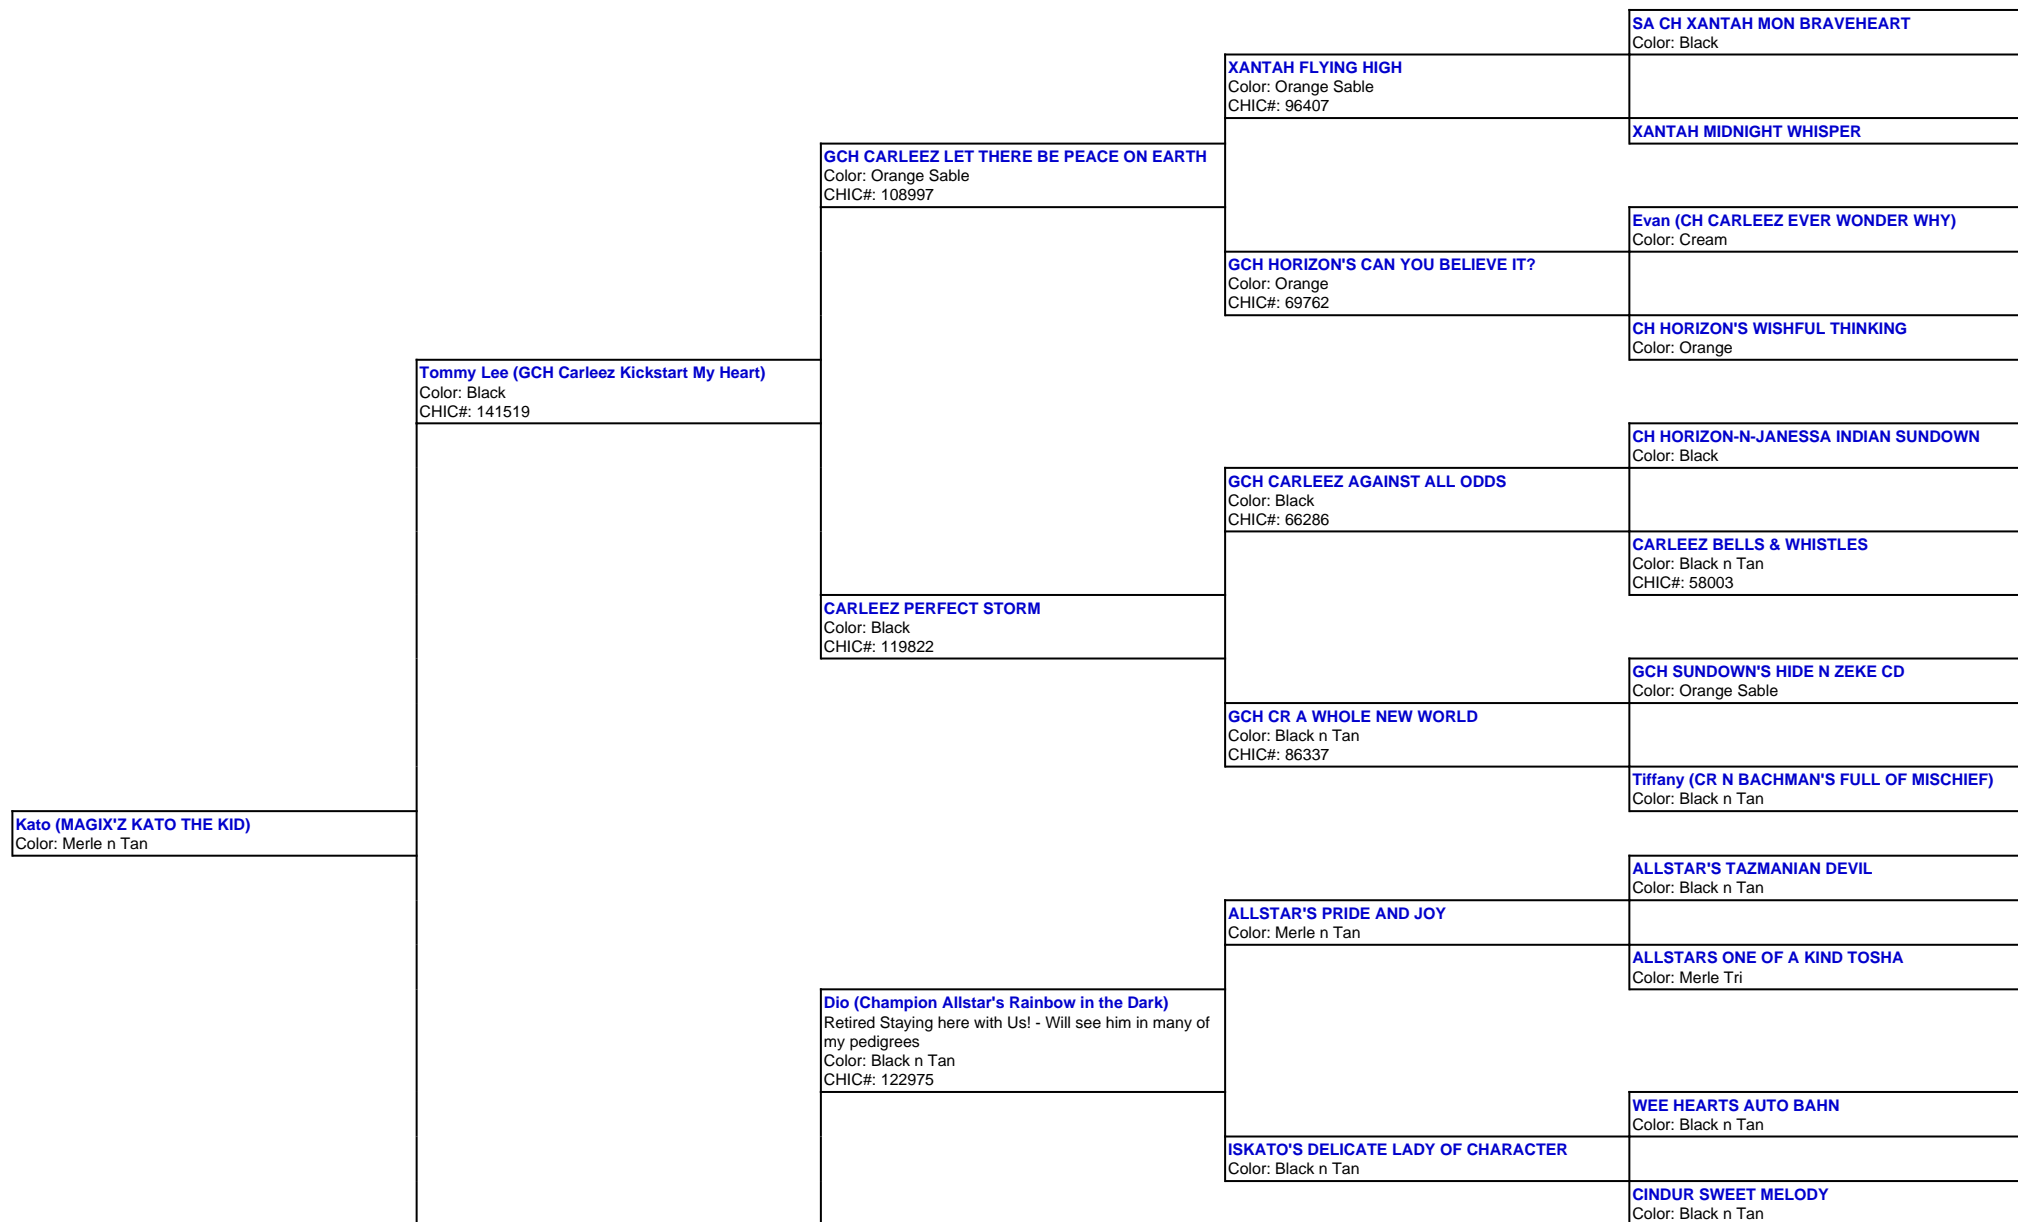 SA CH XANTAH MON BRAVEHEART
Color: Black
XANTAH FLYING HIGH
Color: Orange Sable
CHIC#: 96407
XANTAH MIDNIGHT WHISPER
GCH CARLEEZ LET THERE BE PEACE ON EARTH
Color: Orange Sable
CHIC#: 108997
Evan (CH CARLEEZ EVER WONDER WHY)
Color: Cream
GCH HORIZON'S CAN YOU BELIEVE IT?
Color: Orange
CHIC#: 69762
CH HORIZON'S WISHFUL THINKING
Color: Orange
Tommy Lee (GCH Carleez Kickstart My Heart)
Color: Black
CHIC#: 141519
CH HORIZON-N-JANESSA INDIAN SUNDOWN
Color: Black
GCH CARLEEZ AGAINST ALL ODDS
Color: Black
CHIC#: 66286
CARLEEZ BELLS & WHISTLES
Color: Black n Tan
CHIC#: 58003
CARLEEZ PERFECT STORM
Color: Black
CHIC#: 119822
GCH SUNDOWN'S HIDE N ZEKE CD
Color: Orange Sable
GCH CR A WHOLE NEW WORLD
Color: Black n Tan
CHIC#: 86337
Tiffany (CR N BACHMAN'S FULL OF MISCHIEF)
Color: Black n Tan
Kato (MAGIX'Z KATO THE KID)
Color: Merle n Tan
ALLSTAR'S TAZMANIAN DEVIL
Color: Black n Tan
ALLSTAR'S PRIDE AND JOY
Color: Merle n Tan
ALLSTARS ONE OF A KIND TOSHA
Color: Merle Tri
Dio (Champion Allstar's Rainbow in the Dark)
Retired Staying here with Us! - Will see him in many of
my pedigrees
Color: Black n Tan
CHIC#: 122975
WEE HEARTS AUTO BAHN
Color: Black n Tan
ISKATO'S DELICATE LADY OF CHARACTER
Color: Black n Tan
CINDUR SWEET MELODY
Color: Black n Tan